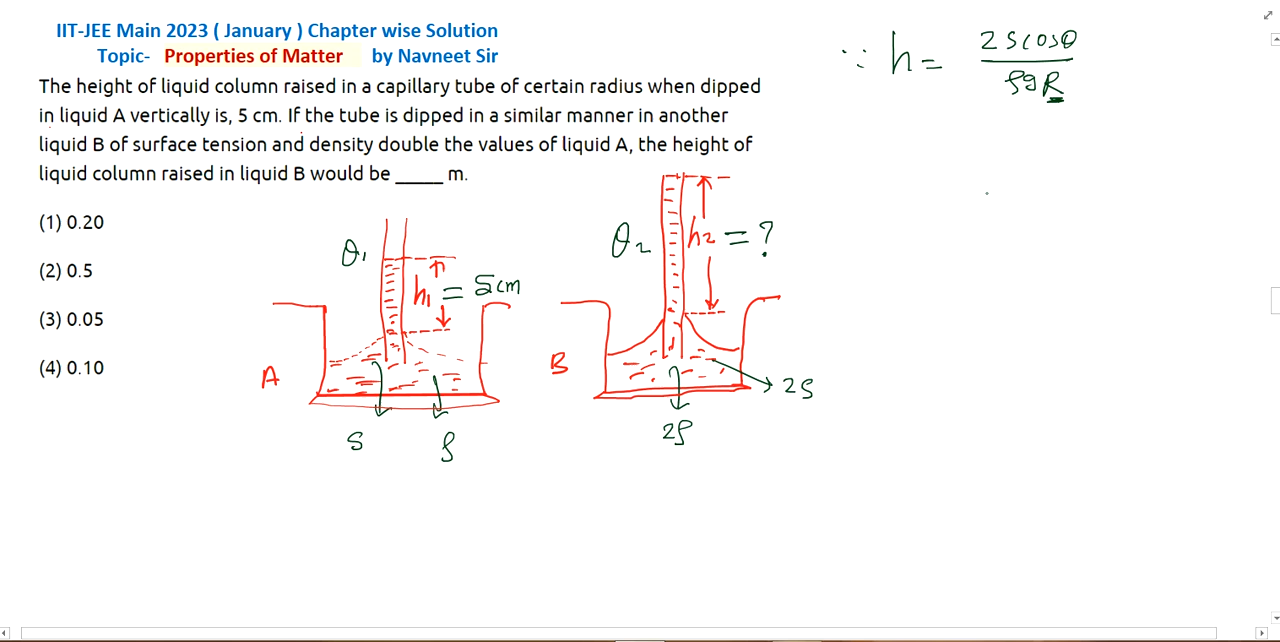 IIT-JEE Main 2023 ( January ) Chapter wise Solution
Topic- Properties of Matter by Navneet Sir
The height of liquid column raised in a capillary tube of certain radius when dipped
in liquid A vertically is, 5 cm. If the tube is dipped in a similar manner in another
liquid B of surface tension and density double the values of liquid A, the height of
liquid column raised in liquid B would be _____ m.
(1) 0.20
(2) 0.5
(3) 0.05
(4) 0.10
∵ h = 2 S cosθ / ρgR
θ₁
h₁ = 5cm
A
S
ρ
θ₂
h₂ = ?
B
2S
2ρ